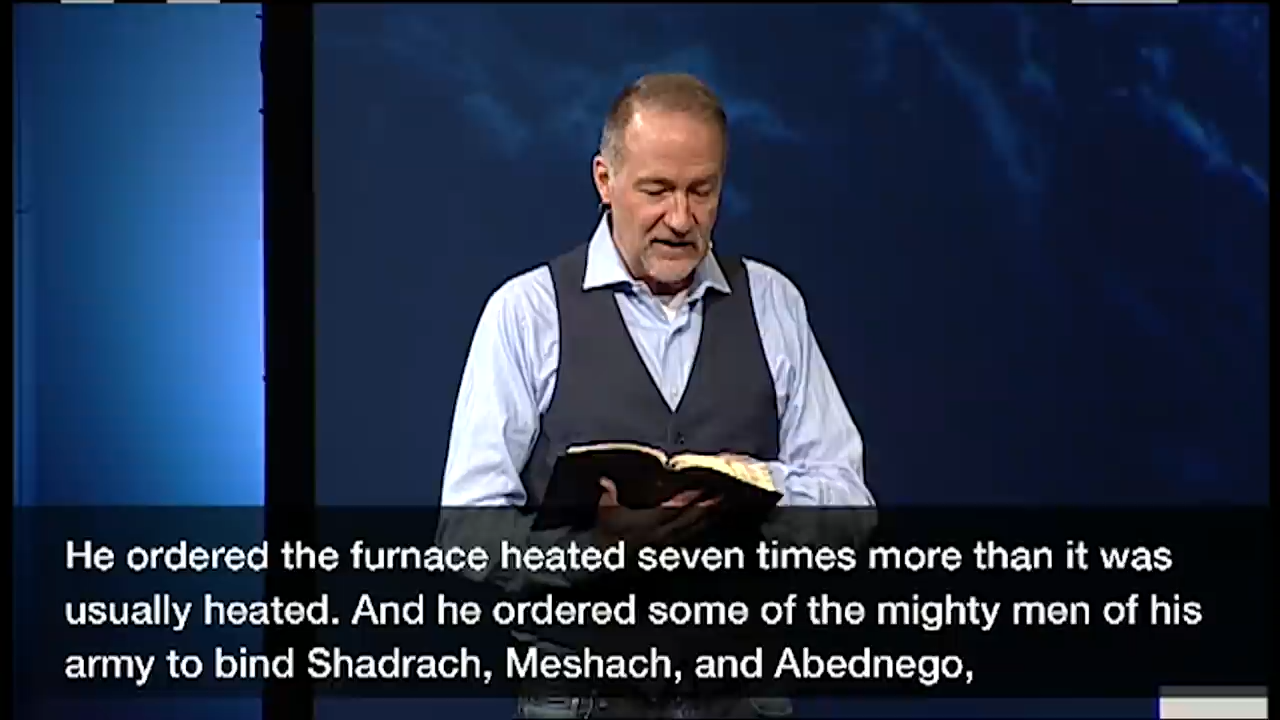 He ordered the furnace heated seven times more than it was
usually heated. And he ordered some of the mighty men of his
army to bind Shadrach, Meshach, and Abednego,